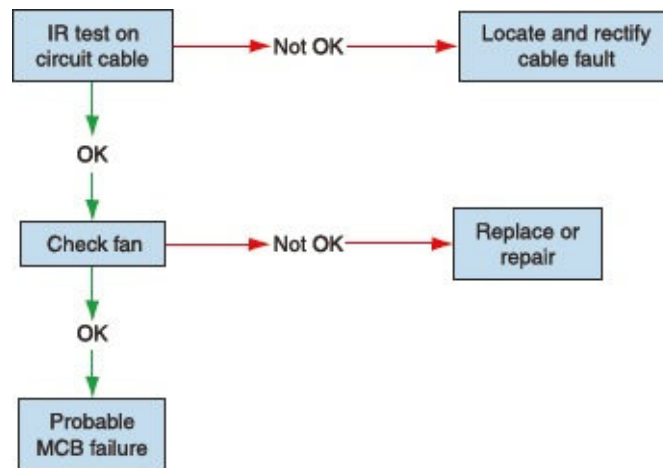 IR test on
circuit cable
Not OK
Locate and rectify
cable fault
OK
Check fan
Not OK
Replace or
repair
OK
Probable
MCB failure